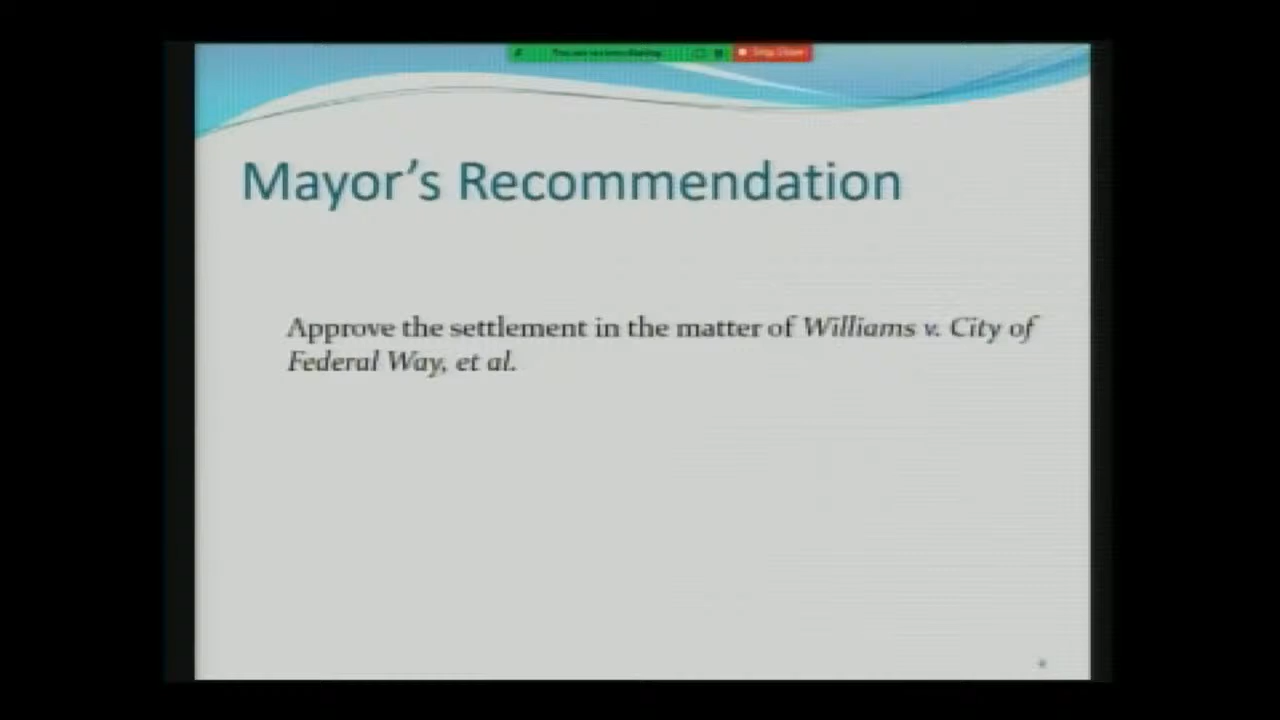 Mayor's Recommendation
Approve the settlement in the matter of Williams v. City of
Federal Way, et al.